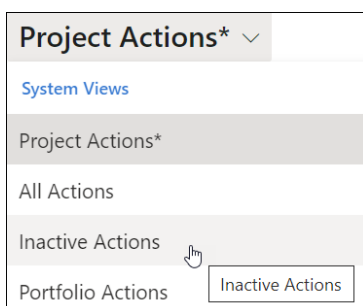 Project Actions*
System Views
Project Actions*
All Actions
Inactive Actions
Inactive Actions
Portfolio Actions